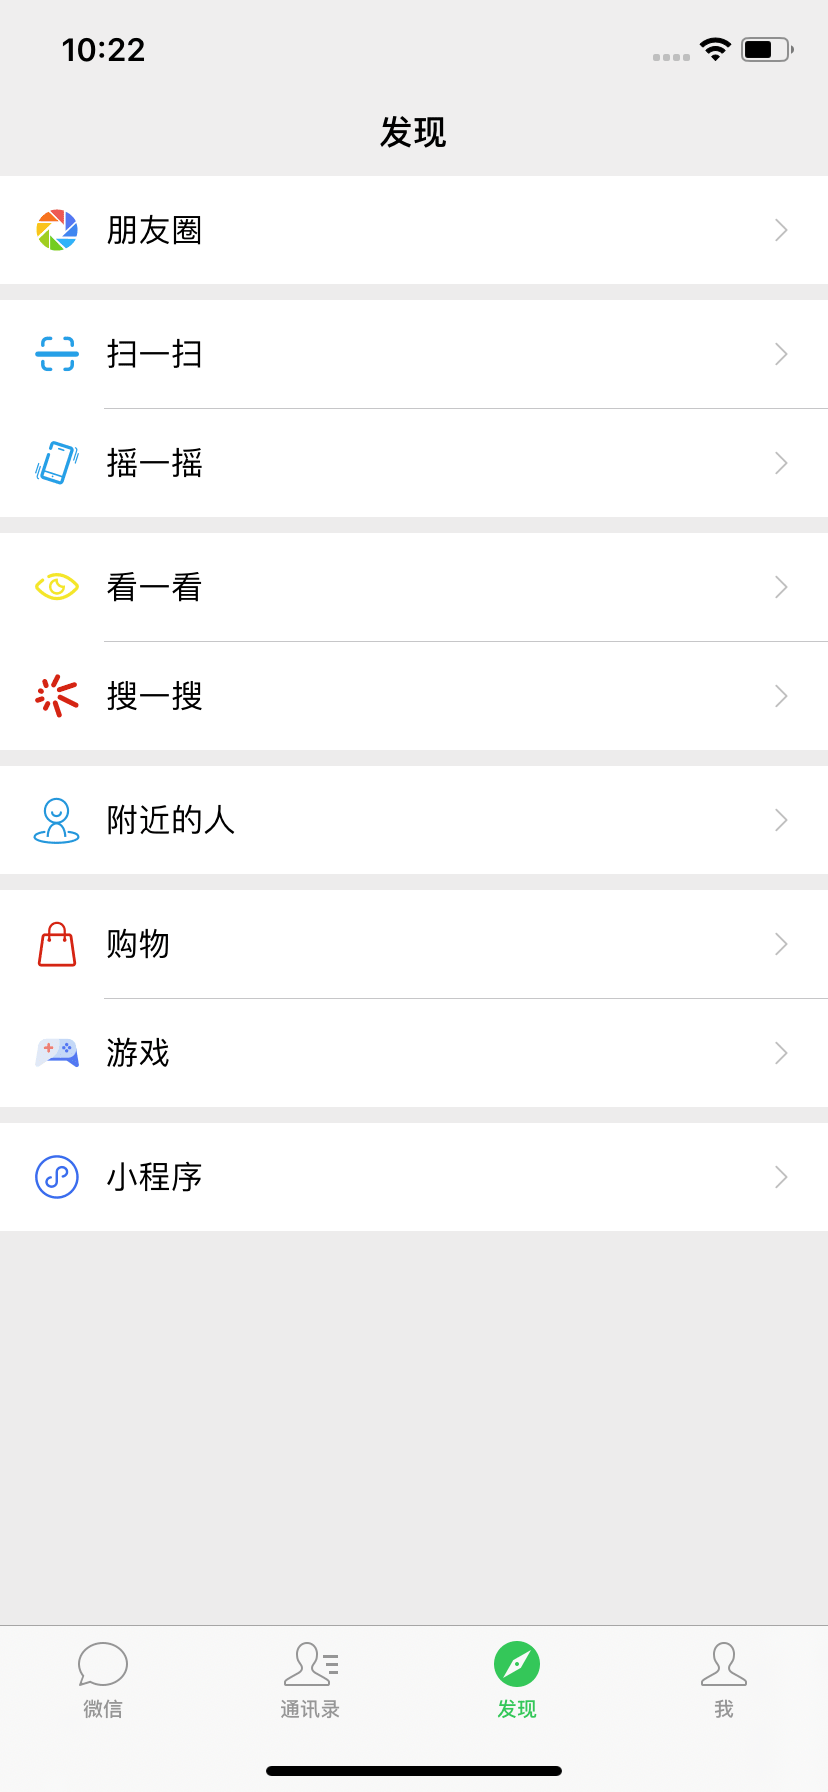 10:22
发现
朋友圈
扫一扫
摇一摇
看一看
搜一搜
附近的人
购物
游戏
小程序
微信
通讯录
发现
我